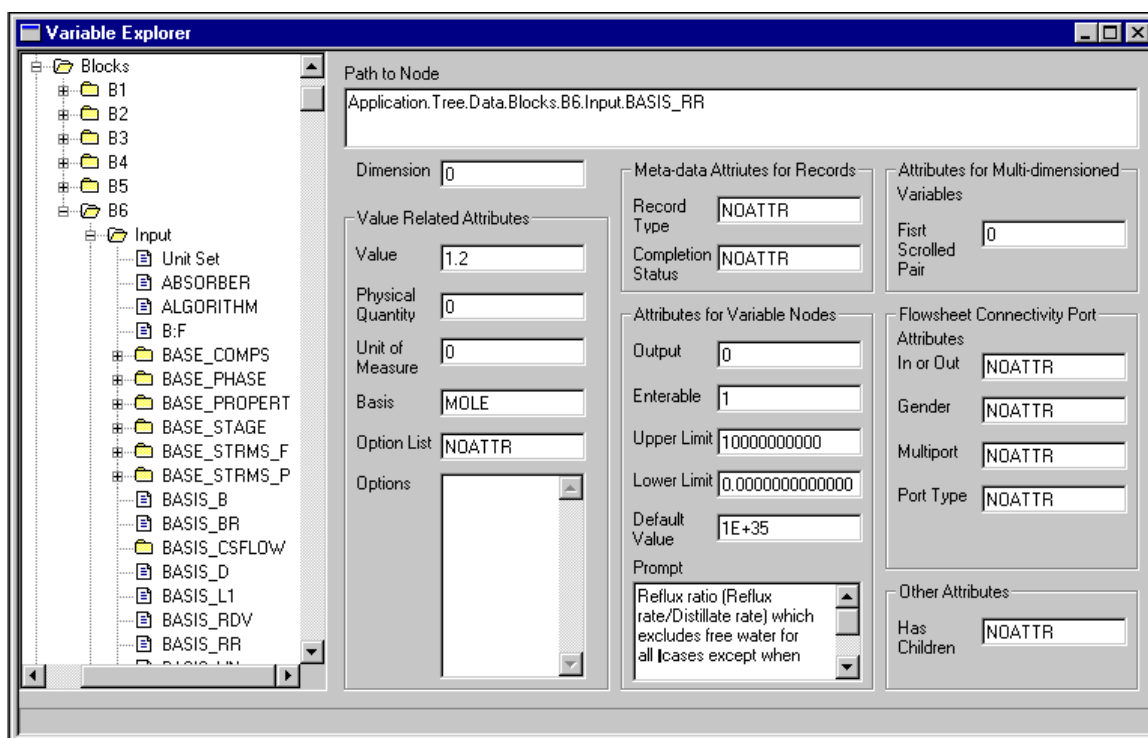 Variable Explorer
Blocks
B1
B2
B3
B4
B5
B6
Input
Unit Set
ABSORBER
ALGORITHM
B:F
BASE_COMPS
BASE_PHASE
BASE_PROPERT
BASE_STAGE
BASE_STRMS_F
BASE_STRMS_P
BASIS_B
BASIS_BR
BASIS_CSFLOW
BASIS_D
BASIS_L1
BASIS_RDV
BASIS_RR
Path to Node
Application.Tree.Data.Blocks.B6.Input.BASIS_RR
Dimension 0
Value Related Attributes
Value 1.2
Physical
Quantity 0
Unit of
Measure 0
Basis MOLE
Option List NOATTR
Options
Meta-data Attriutes for Records
Record
Type NOATTR
Completion
Status NOATTR
Attributes for Variable Nodes
Output 0
Enterable 1
Upper Limit 10000000000
Lower Limit 0.0000000000000
Default
Value 1E+35
Prompt
Reflux ratio (Reflux
rate/Distillate rate) which
excludes free water for
all lcases except when
Attributes for Multi-dimensioned
Variables
Fisrt
Scrolled
Pair 0
Flowsheet Connectivity Port
Attributes
In or Out NOATTR
Gender NOATTR
Multiport NOATTR
Port Type NOATTR
Other Attributes
Has
Children NOATTR